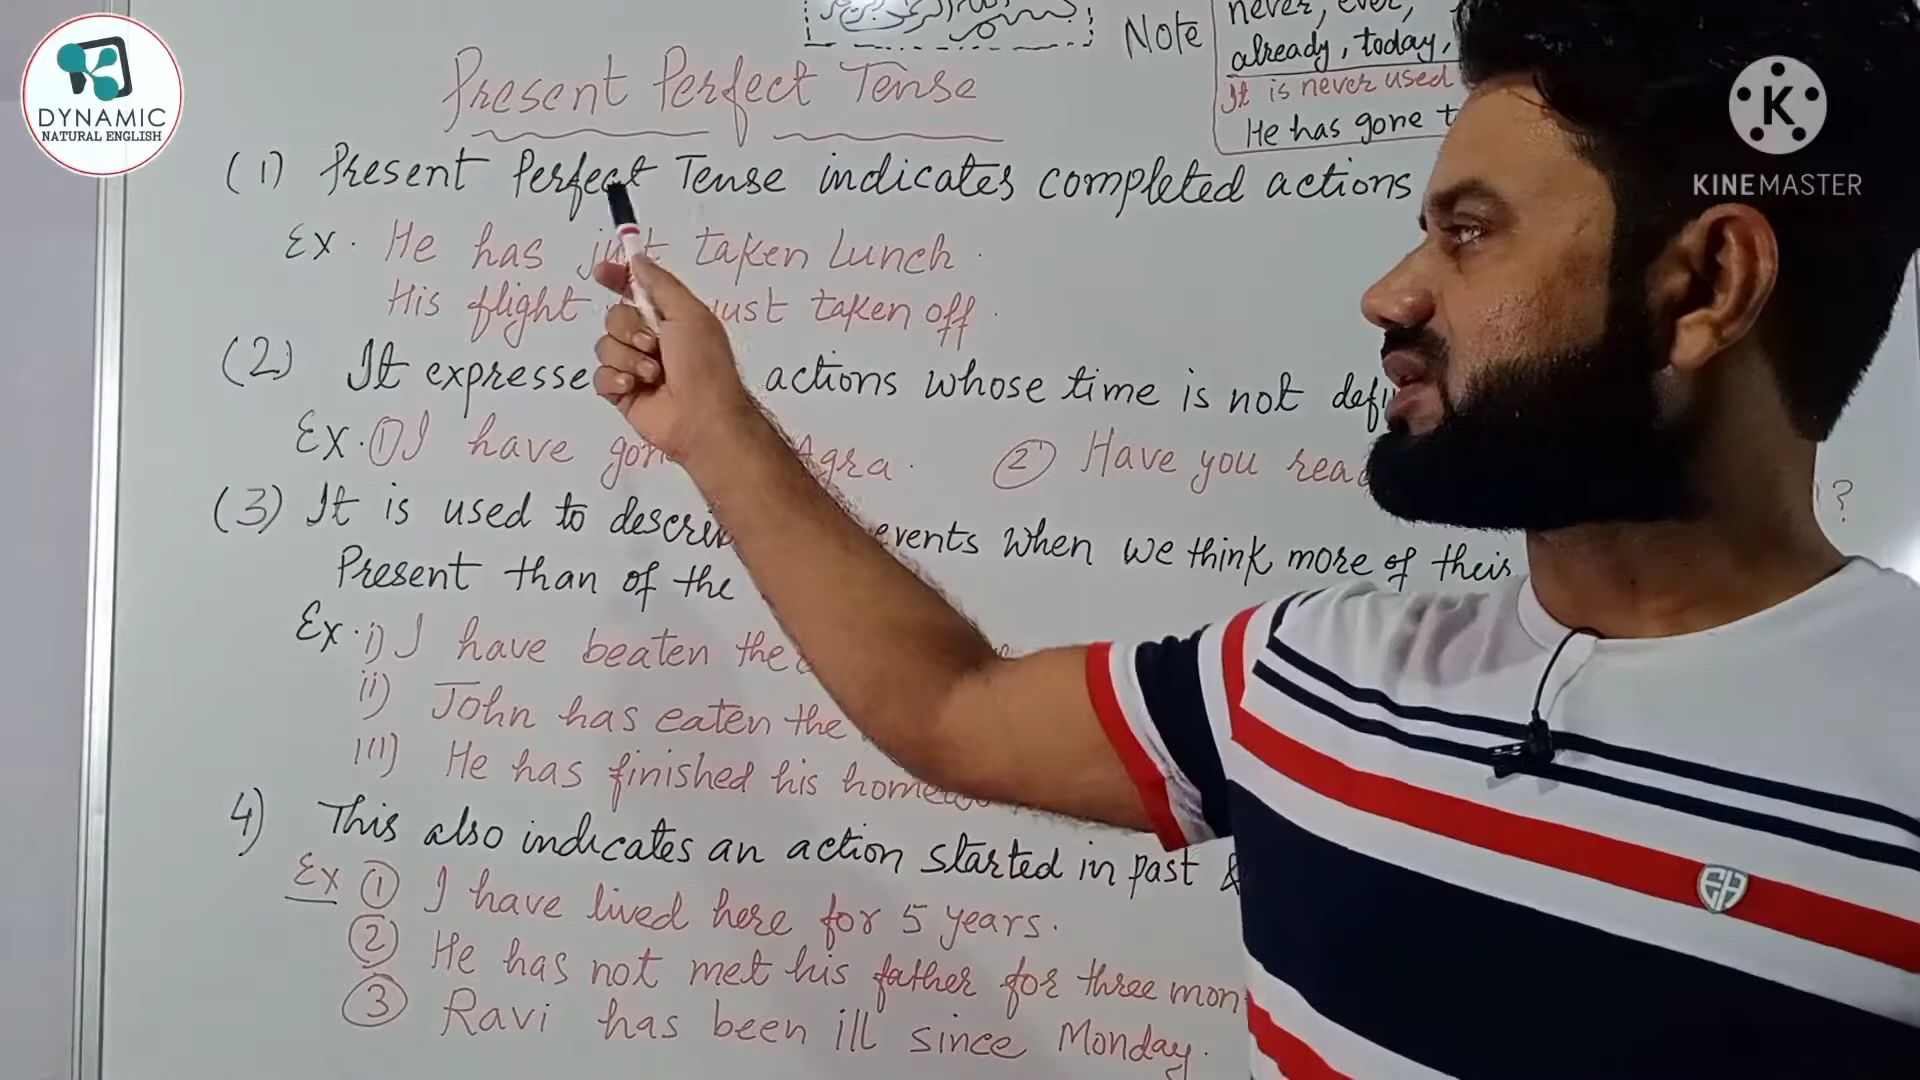 DYNAMIC
NATURAL ENGLISH
Note
never, ever,
already, today,
It is never used
He has gone t
KINEMASTER
Present Perfect Tense
(1) Present Perfect Tense indicates completed actions
Ex. He has just taken Lunch.
His flight just taken off.
(2) It expresse actions whose time is not defi
Ex. ① I have gone Agra. ② Have you read ?
(3) It is used to describ events when we think more of their
Present than of the
Ex. i) I have beaten the
ii) John has eaten the
iii) He has finished his homewo
4) This also indicates an action started in past &
Ex ① I have lived here for 5 years.
② He has not met his father for three mon
③ Ravi has been ill since Monday.